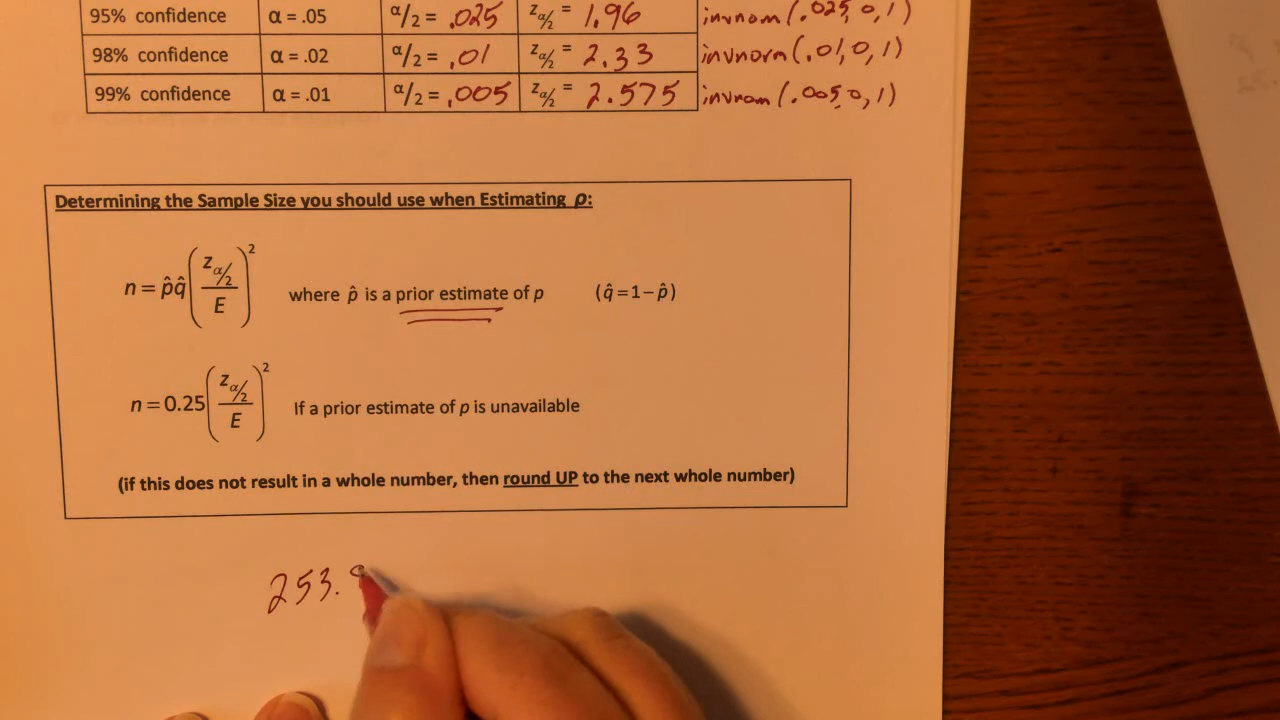 95% confidence α = .05 α/2 = .025 zα/2 = 1.96 invnom(.025, 0, 1)
98% confidence α = .02 α/2 = .01 zα/2 = 2.33 invnorm(.01, 0, 1)
99% confidence α = .01 α/2 = .005 zα/2 = 2.575 invnom(.005, 0, 1)
Determining the Sample Size you should use when Estimating ρ:
n = p̂q̂(zα/2/E)² where p̂ is a prior estimate of p (q̂=1−p̂)
n = 0.25(zα/2/E)² If a prior estimate of p is unavailable
(if this does not result in a whole number, then round UP to the next whole number)
253.